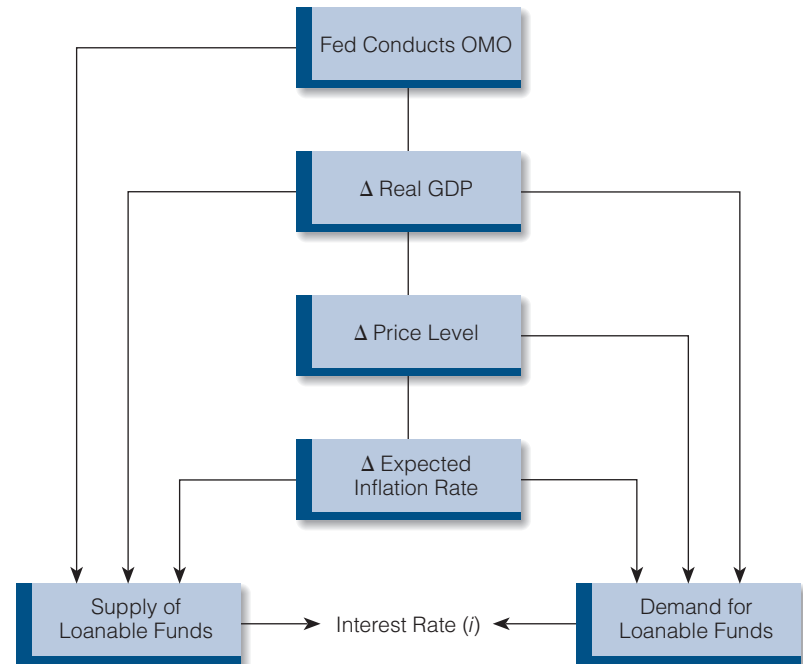 Fed Conducts OMO
Δ Real GDP
Δ Price Level
Δ Expected
Inflation Rate
Supply of
Loanable Funds
Interest Rate (i)
Demand for
Loanable Funds